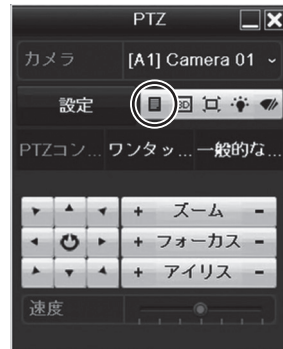 PTZ
カメラ [A1] Camera 01
設定 3D
PTZコン... ワンタッ... 一般的な...
+ ズーム -
+ フォーカス -
+ アイリス -
速度